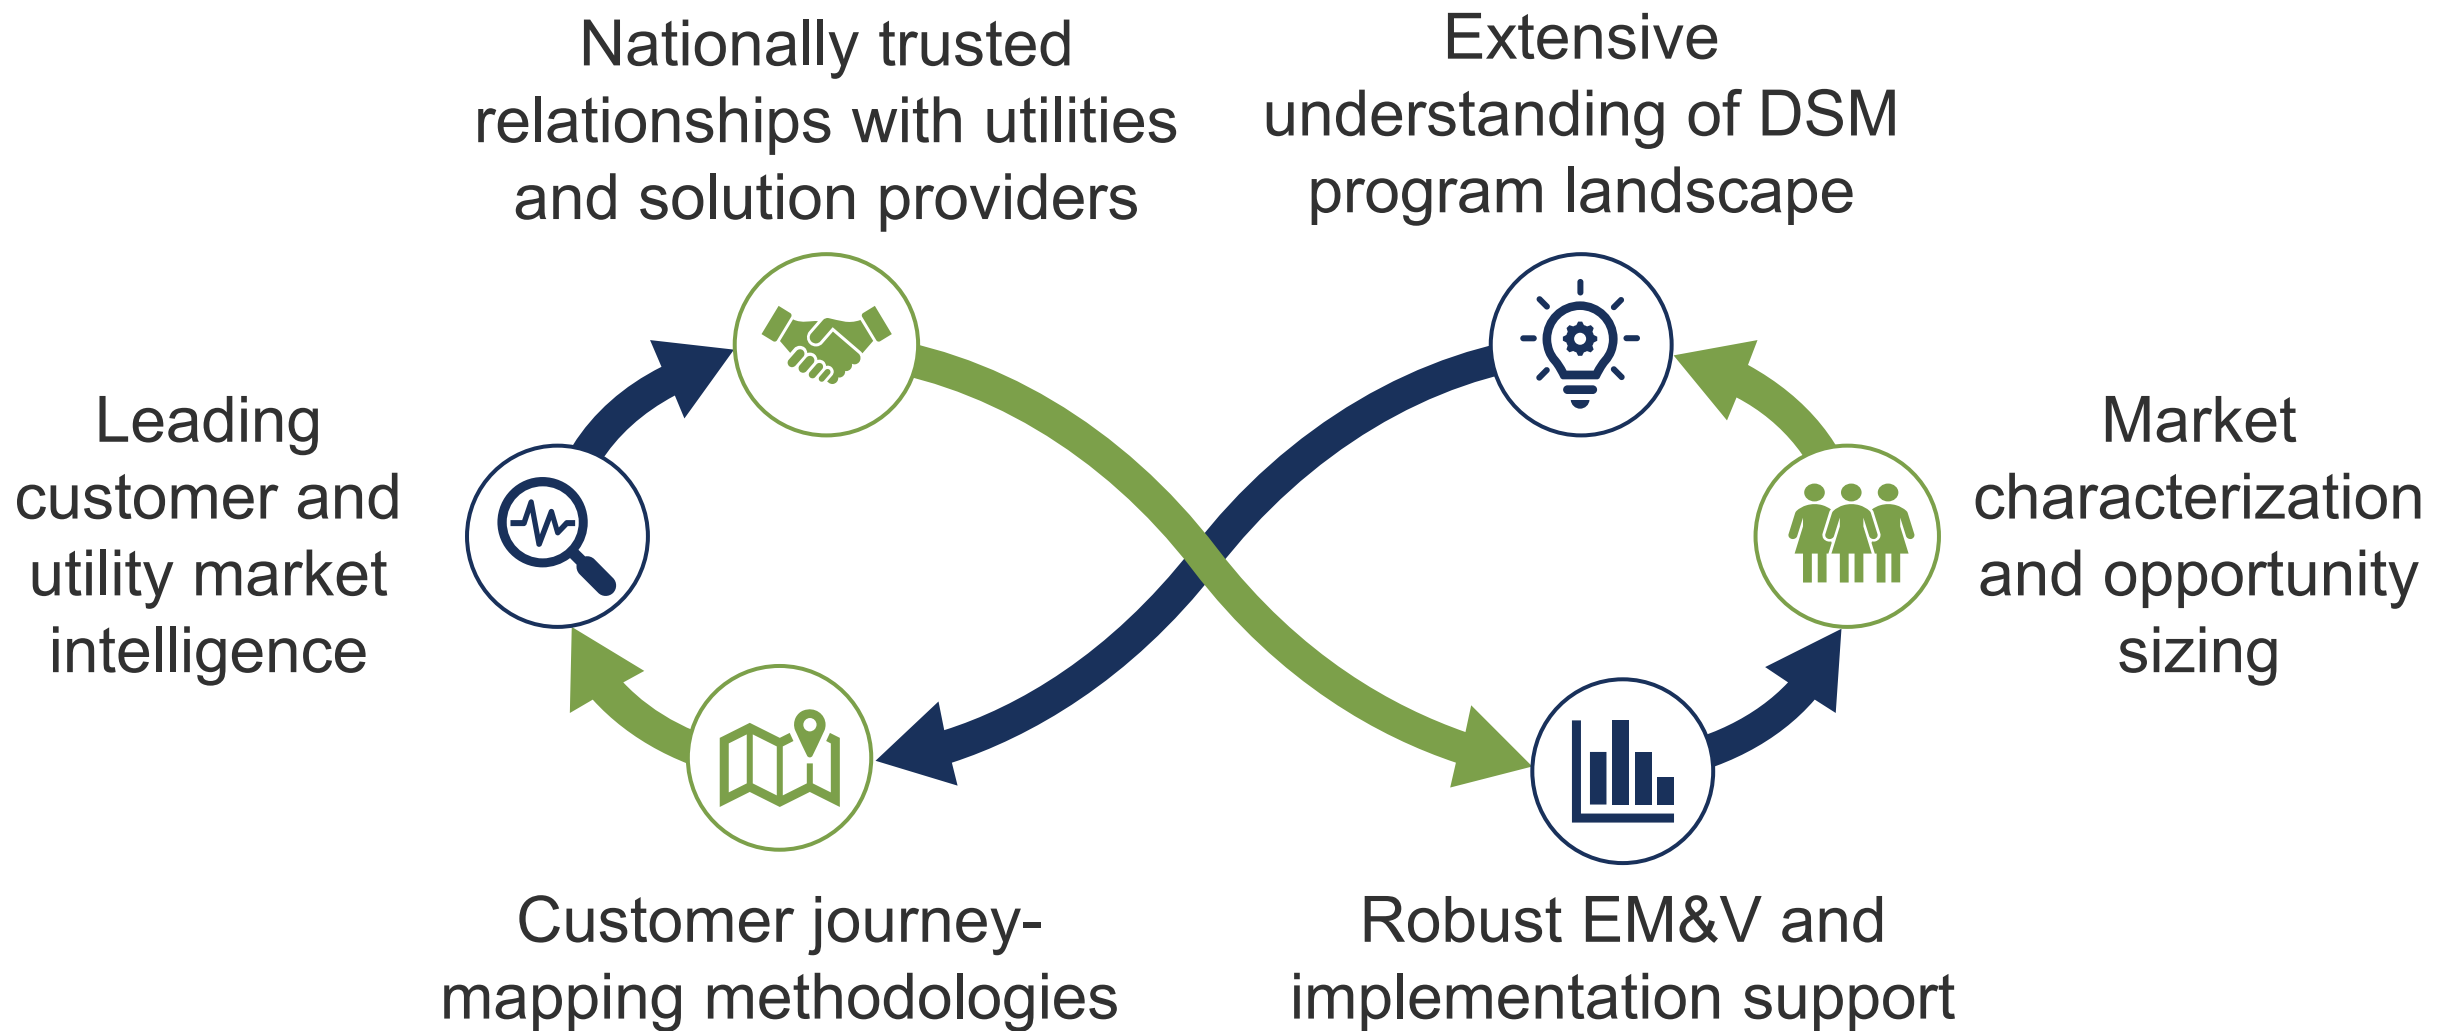 Nationally trusted
relationships with utilities
and solution providers
Extensive
understanding of DSM
program landscape
Leading
customer and
utility market
intelligence
Market
characterization
and opportunity
sizing
Customer journey-
mapping methodologies
Robust EM&V and
implementation support